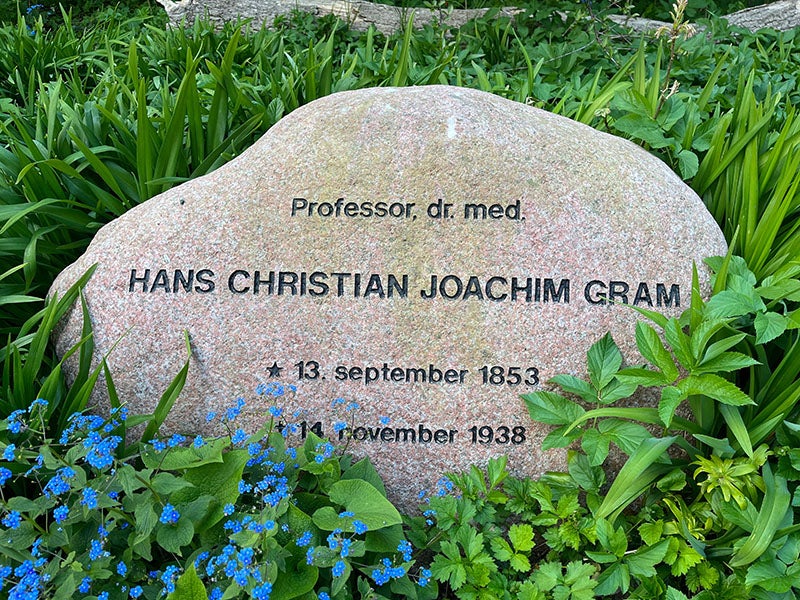 Professor, dr. med.
HANS CHRISTIAN JOACHIM GRAM
★ 13. september 1853
† 14. november 1938